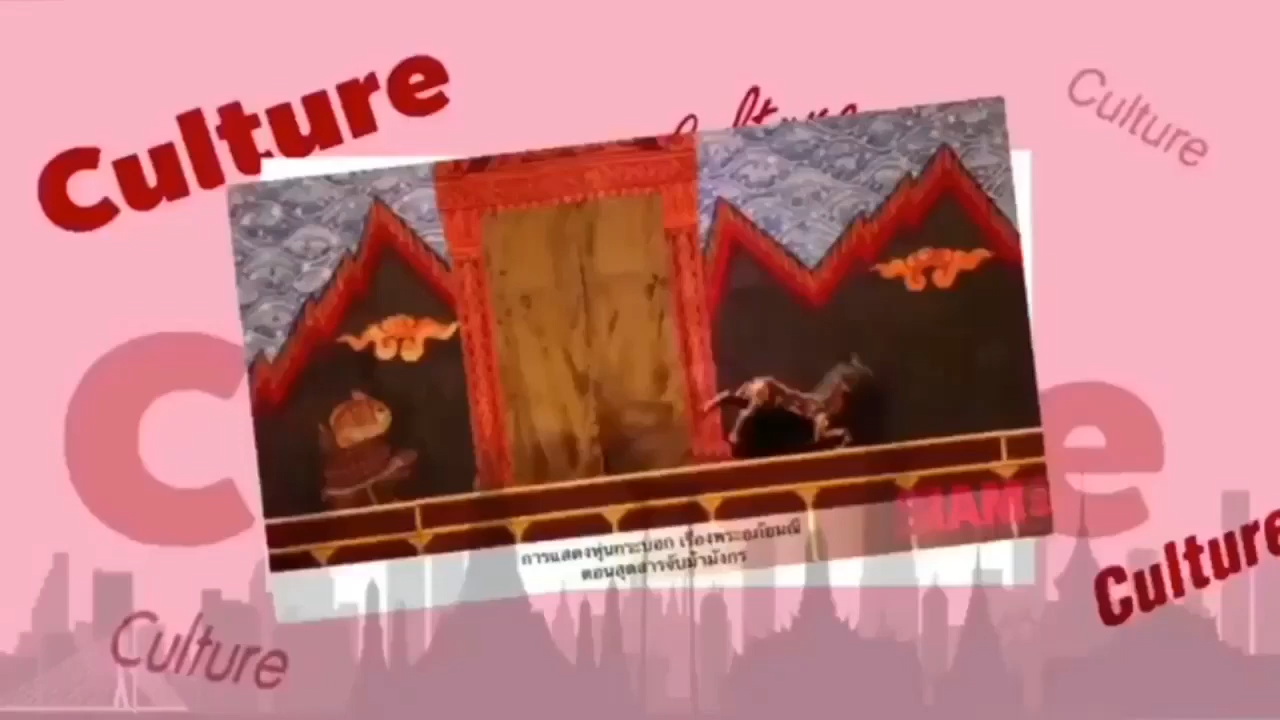 Culture
Culture
Culture
C e
การแสดงหุ่นกระบอก เรื่องพระอภัยมณี
ตอนสุดสาครจับม้ามังกร
Culture
Culture